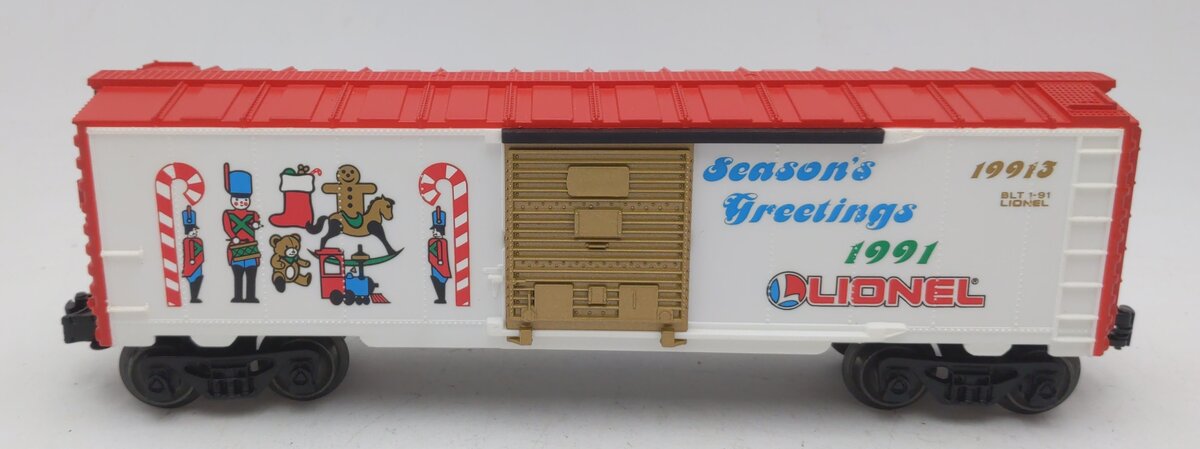 Season's
Greetings
1991
LIONEL
19913
BLT 1-91
LIONEL